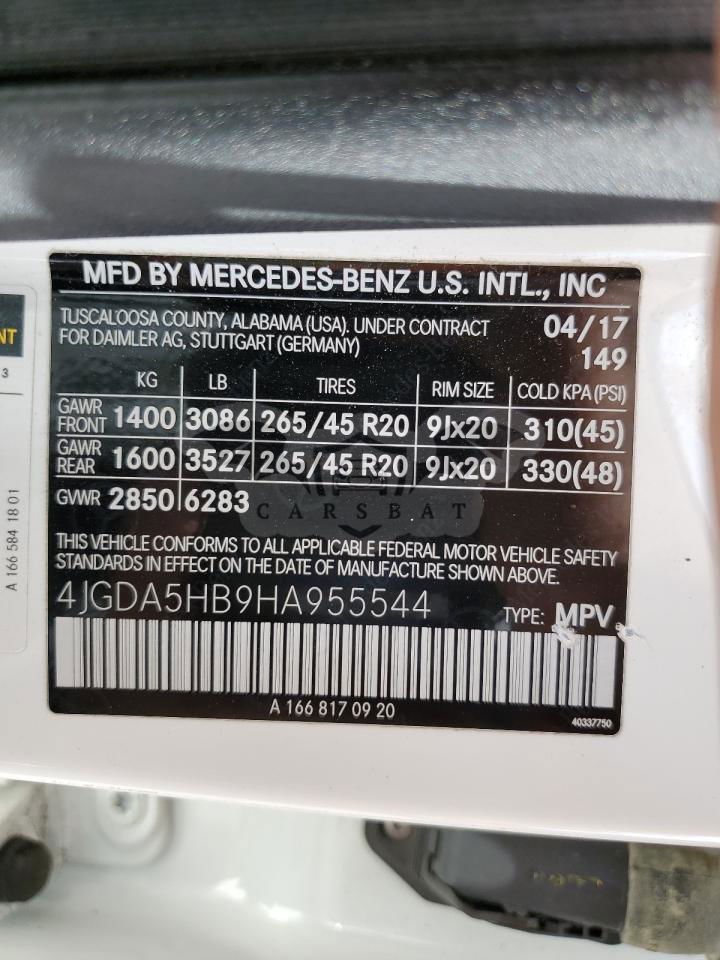 MFD BY MERCEDES-BENZ U.S. INTL., INC
TUSCALOOSA COUNTY, ALABAMA (USA). UNDER CONTRACT 04/17
FOR DAIMLER AG, STUTTGART (GERMANY) 149
KG LB TIRES RIM SIZE COLD KPA (PSI)
GAWR FRONT 1400 3086 265/45 R20 9Jx20 310(45)
GAWR REAR 1600 3527 265/45 R20 9Jx20 330(48)
GVWR 2850 6283
CARSBAT
THIS VEHICLE CONFORMS TO ALL APPLICABLE FEDERAL MOTOR VEHICLE SAFETY
STANDARDS IN EFFECT ON THE DATE OF MANUFACTURE SHOWN ABOVE.
4JGDA5HB9HA955544 TYPE: MPV
A 166 817 09 20
40337750
NT
3
A 166 584 18 01